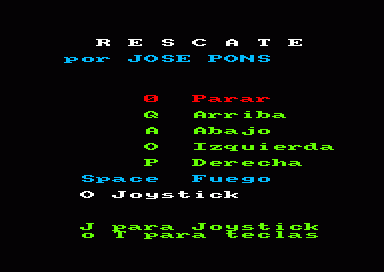 R E S C A T E
por JOSE PONS
0 Parar
Q Arriba
A Abajo
O Izquierda
P Derecha
Space Fuego
O Joystick
J para Joystick
o T para teclas